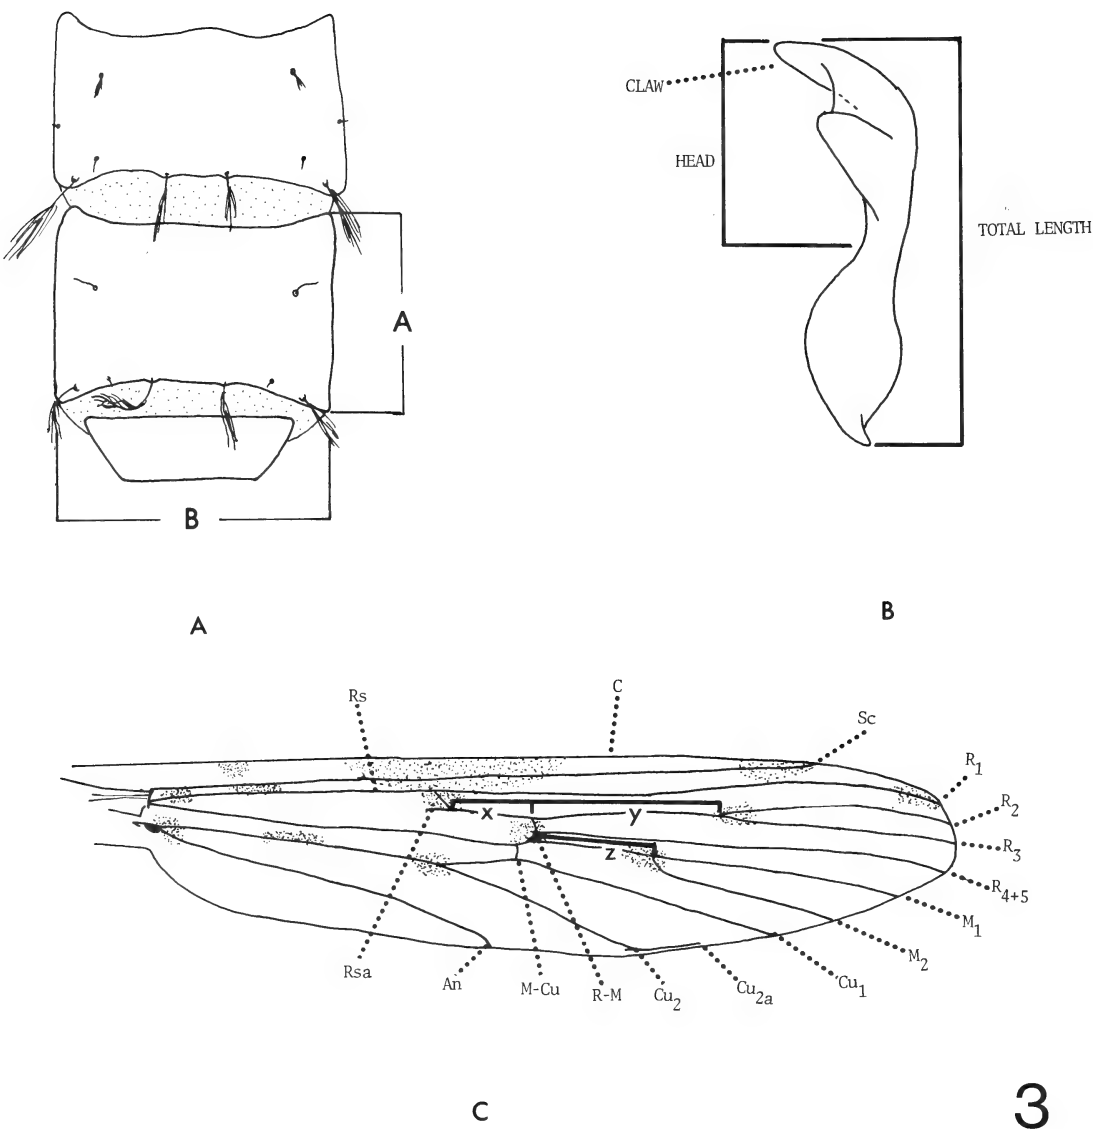 CLAW
HEAD
TOTAL LENGTH
A
B
A
B
Rs
C
Sc
R1
R2
R3
R4+5
M1
M2
Cu1
Cu2a
Cu2
R-M
M-Cu
An
Rsa
x
y
z
C
3